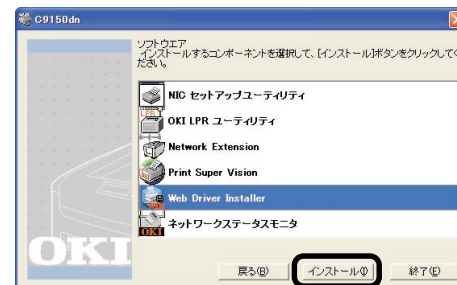 C9150dn
ソフトウエア
インストールするコンポーネントを選択して、[インストール]ボタンをクリックしてく
ださい。
NIC セットアップユーティリティ
OKI LPR ユーティリティ
Network Extension
Print Super Vision
Web Driver Installer
ネットワークステータスモニタ
OKI
戻る(B)
インストール(I)
終了(E)